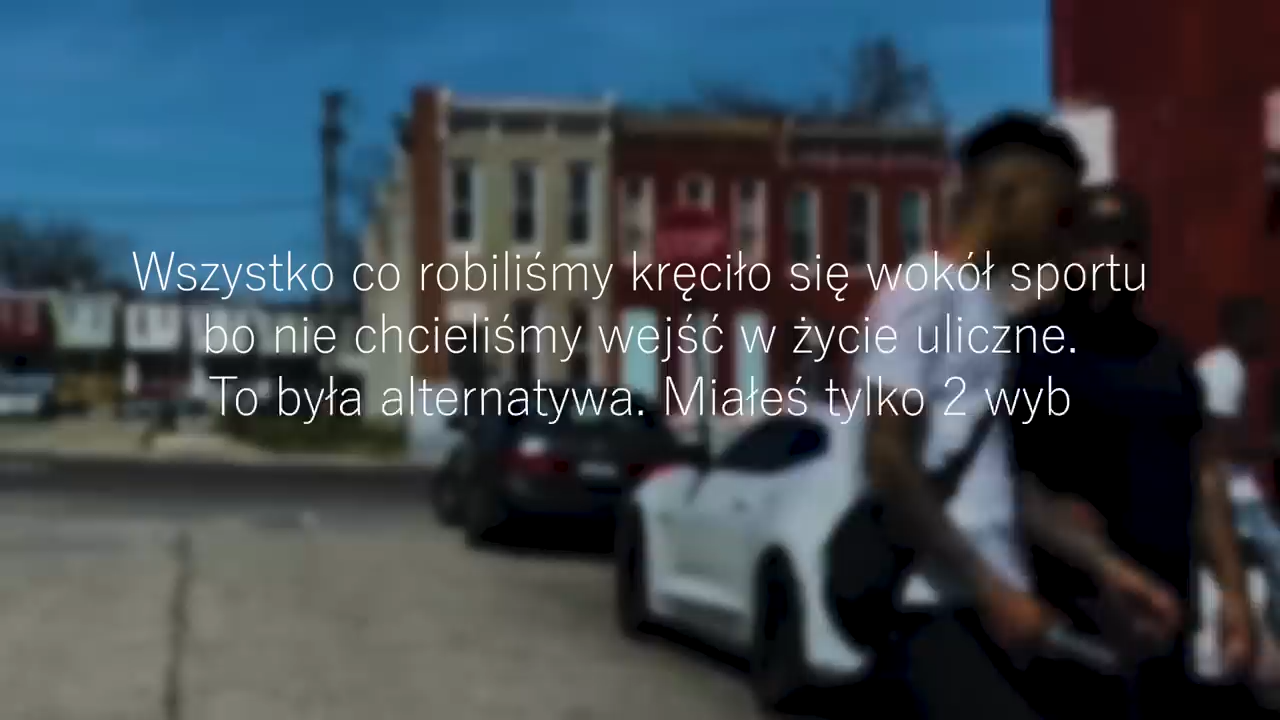 Wszystko co robiliśmy kręciło się wokół sportu
bo nie chcieliśmy wejść w życie uliczne.
To była alternatywa. Miałeś tylko 2 wyb